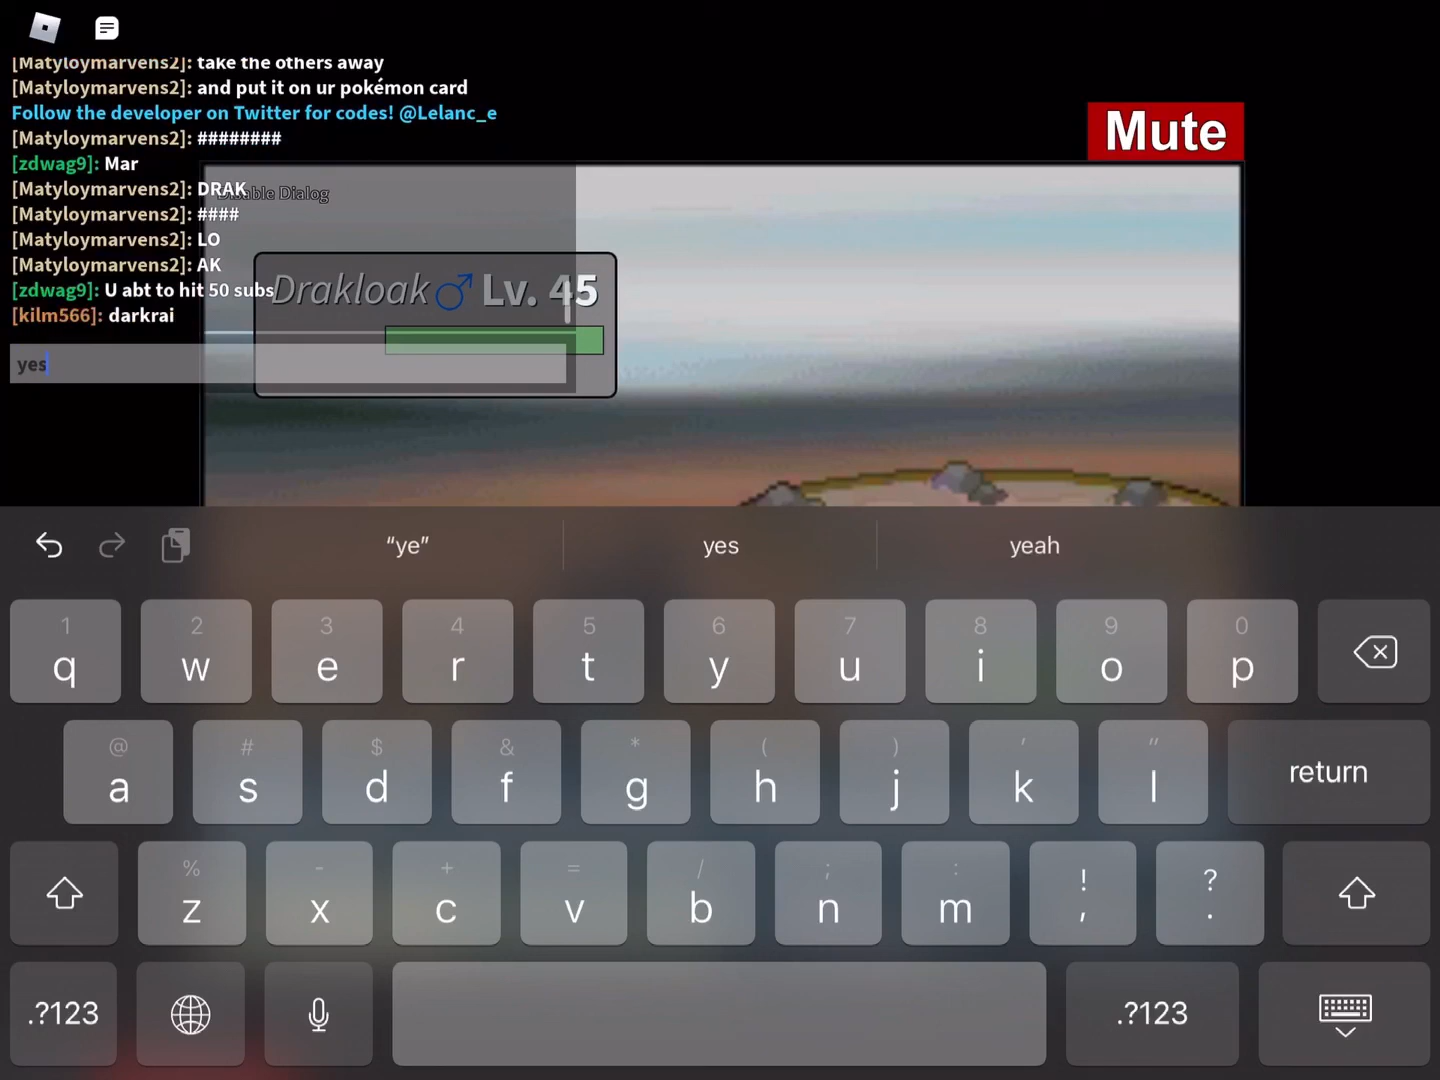 [Matyloymarvens2]: take the others away
[Matyloymarvens2]: and put it on ur pokémon card
Follow the developer on Twitter for codes! @Lelanc_e
[Matyloymarvens2]: ########
[zdwag9]: Mar
[Matyloymarvens2]: DRAK
[Matyloymarvens2]: ####
[Matyloymarvens2]: LO
[Matyloymarvens2]: AK
[zdwag9]: U abt to hit 50 subs
[kilm566]: darkrai
yes
Mute
Dialog
Drakloak♂ Lv. 45
“ye” yes yeah
1 2 3 4 5 6 7 8 9 0
q w e r t y u i o p
@ # $ & * ( ) ' "
a s d f g h j k l return
% - + = / ; : ! ?
z x c v b n m , .
.?123 .?123